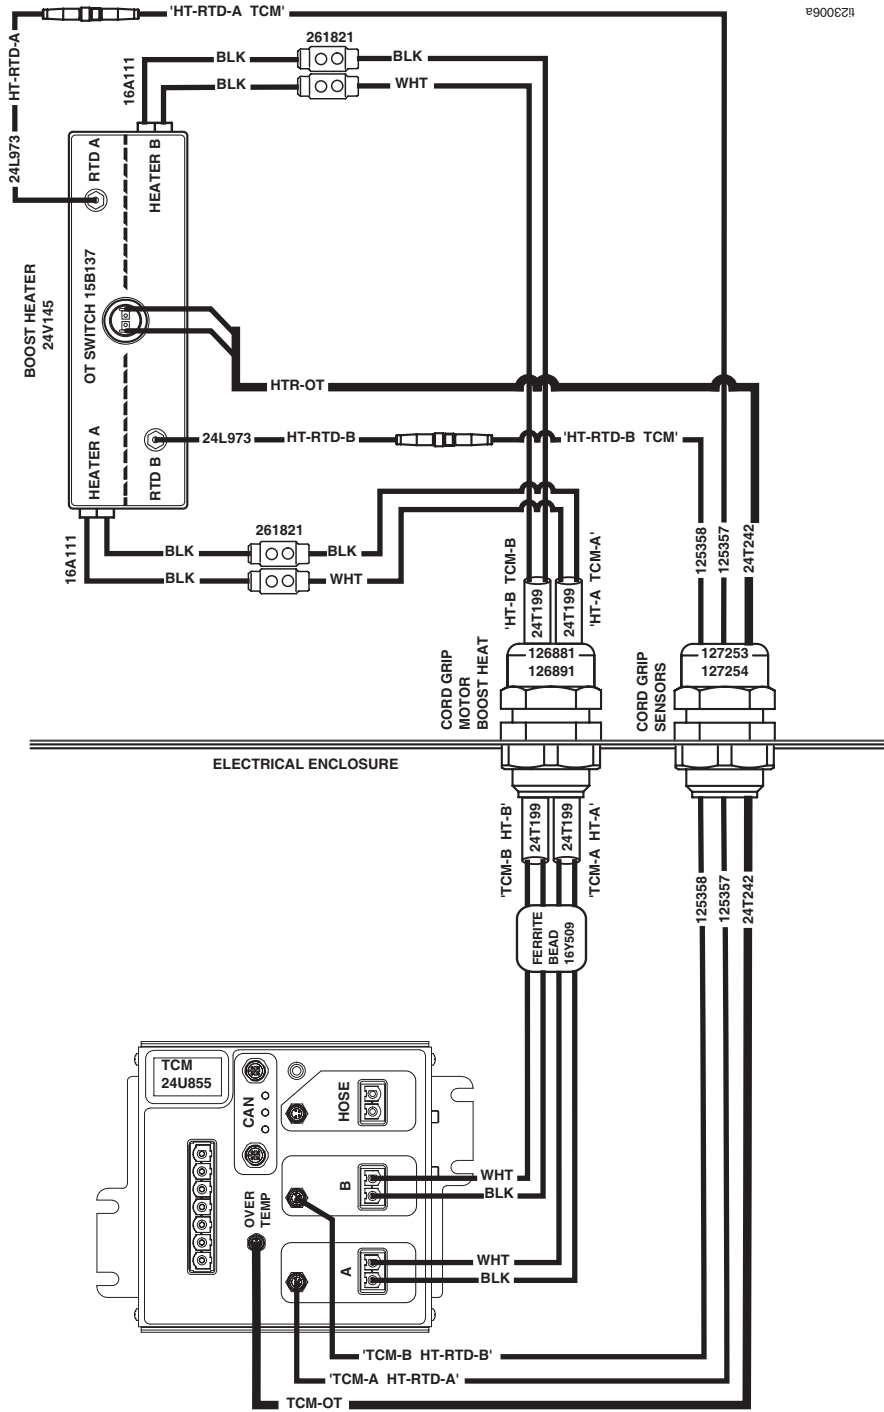 'HT-RTD-A TCM'
ti23006a
HT-RTD-A
24L973
16A111
BLK
261821
BLK
BLK
WHT
RTD A
HEATER B
BOOST HEATER
24V145
OT SWITCH 15B137
HTR-OT
HEATER A
RTD B
24L973
HT-RTD-B
'HT-RTD-B TCM'
16A111
BLK
261821
BLK
BLK
WHT
'HT-B TCM-B
24T199
24T199
'HT-A TCM-A'
125358
125357
24T242
CORD GRIP
MOTOR
BOOST HEAT
126881
126891
CORD GRIP
SENSORS
127253
127254
ELECTRICAL ENCLOSURE
'TCM-B HT-B'
24T199
24T199
'TCM-A HT-A'
125358
125357
24T242
FERRITE
BEAD
16Y509
TCM
24U855
CAN
HOSE
B
WHT
BLK
OVER
TEMP
A
WHT
BLK
'TCM-B HT-RTD-B'
'TCM-A HT-RTD-A'
TCM-OT